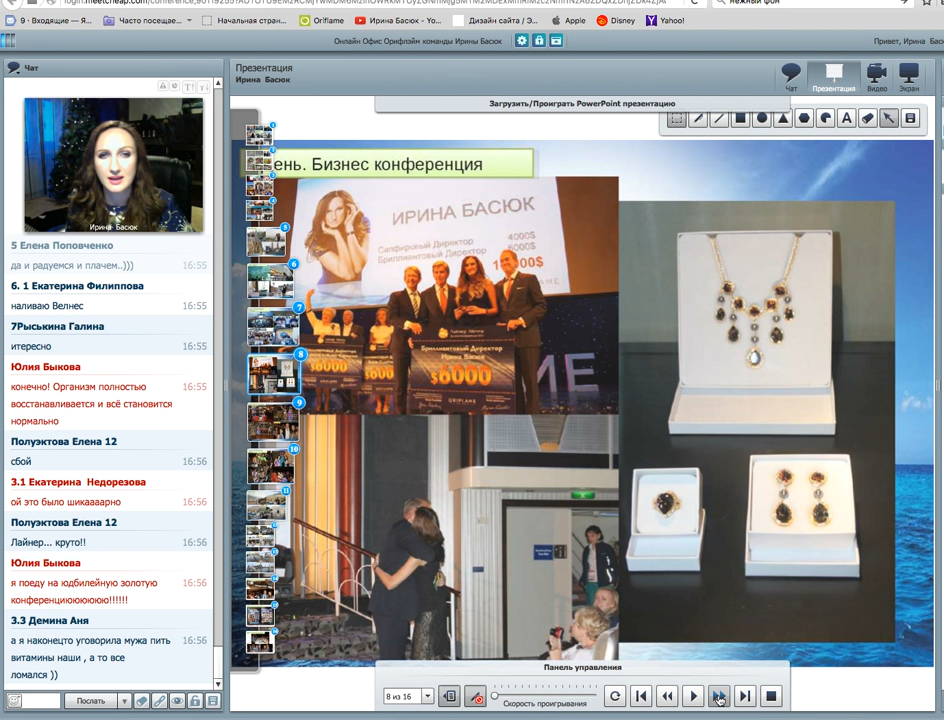 9 · Входящие — Я...
Часто посещае...
Начальная стран...
Oriflame
Ирина Басюк - Yo...
Дизайн сайта / Э...
Apple
Disney
Yahoo!
Онлайн Офис Орифлэйм команды Ирины Басюк
Привет, Ирина Бас
Чат
Ирина Басюк
5 Елена Поповченко
да и радуемся и плачем..)))
16:55
6. 1 Екатерина Филиппова
наливаю Велнес
16:55
7Рыськина Галина
итересно
16:55
Юлия Быкова
конечно! Организм полностью
16:55
восстанавливается и всё становится
нормально
Полуэктова Елена 12
сбой
16:56
3.1 Екатерина Недорезова
ой это было шикаааарно
16:56
Полуэктова Елена 12
Лайнер... круто!!
16:56
Юлия Быкова
я поеду на юдбилейную золотую
16:56
конференциюююююю!!!!!!
3.3 Демина Аня
а я наконецто уговорила мужа пить
16:56
витамины наши , а то все
ломался ))
Послать
Презентация
Ирина Басюк
Чат
Презентация
Видео
Экран
Загрузить/Проиграть PowerPoint презентацию
ень. Бизнес конференция
ИРИНА БАСЮК
Сапфировый Директор 4000$
Бриллиантовый Директор 6000$
Бриллиантовый Директор
Ирина Басюк
$6000
ORIFLAME
Панель управления
8 из 16
Скорость проигрывания